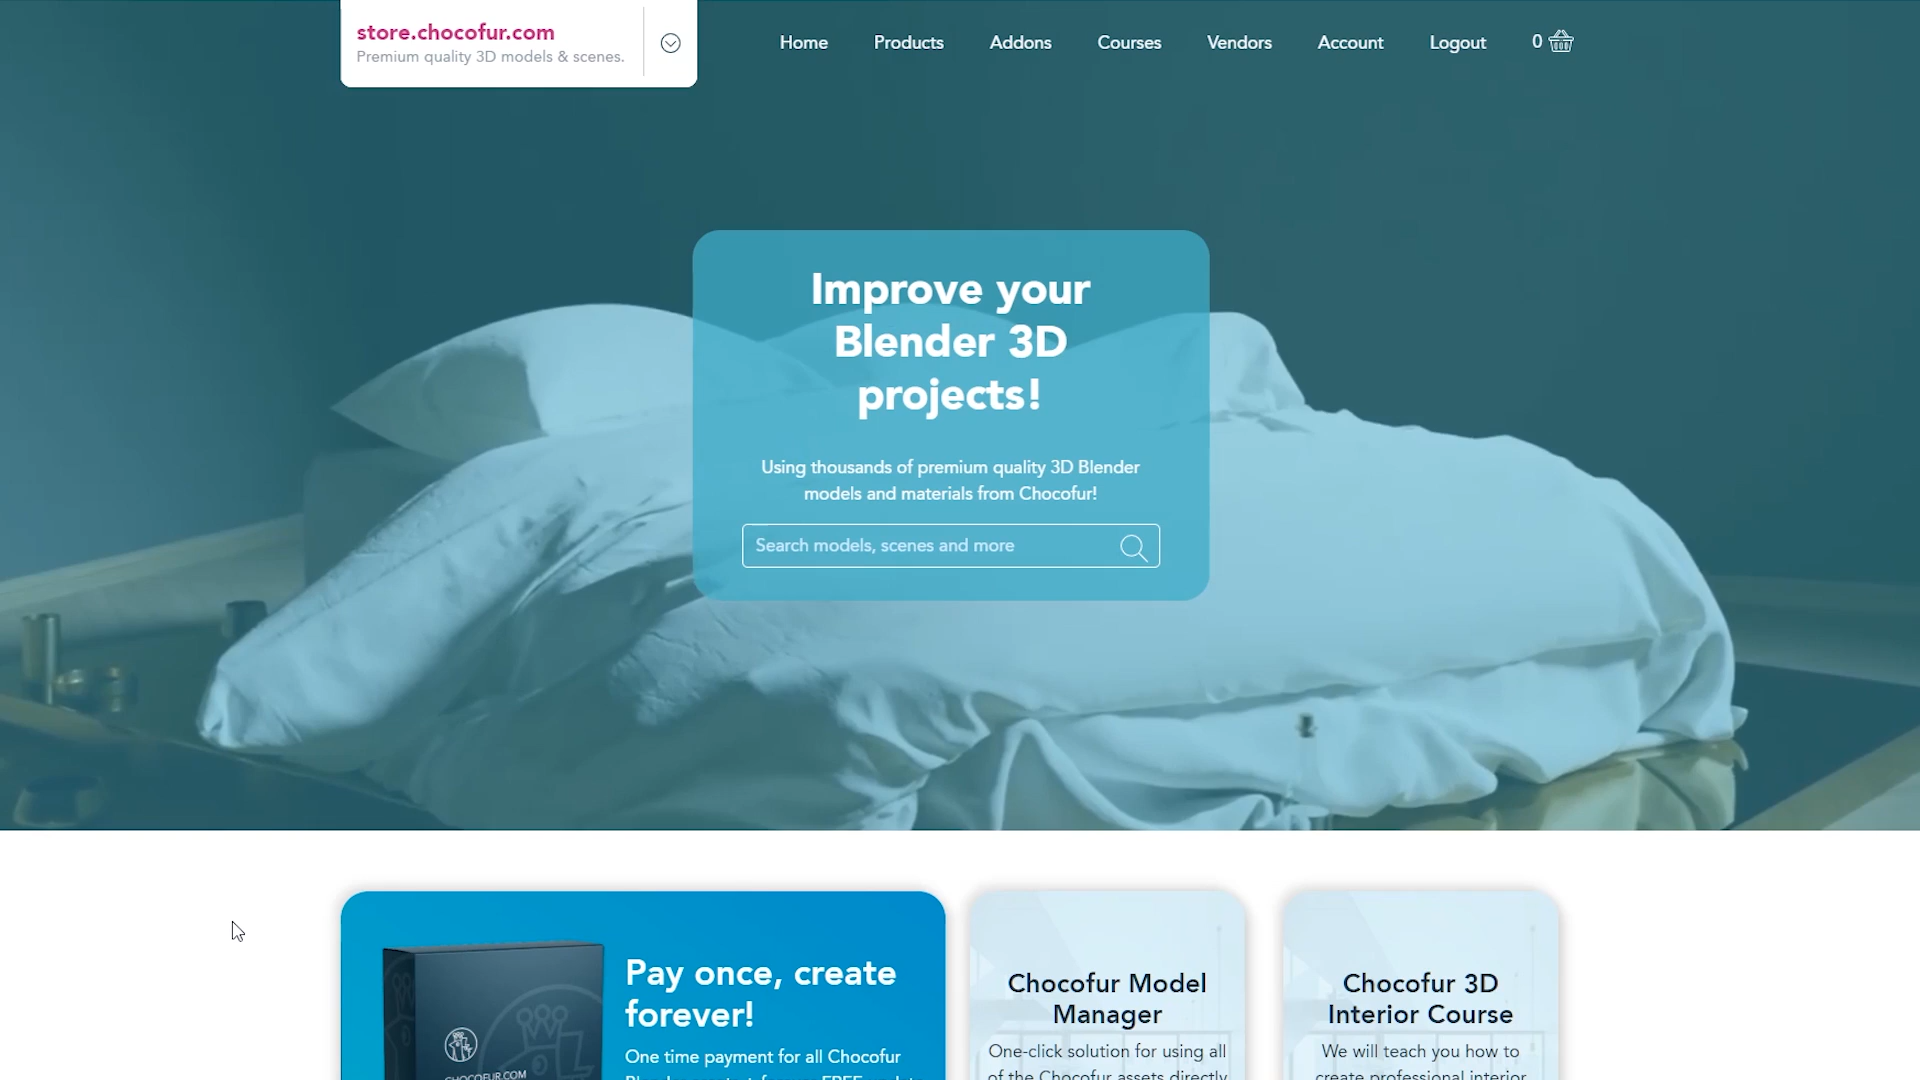 store.chocofur.com
Premium quality 3D models & scenes.
Home Products Addons Courses Vendors Account Logout 0
Improve your
Blender 3D
projects!
Using thousands of premium quality 3D Blender
models and materials from Chocofur!
Search models, scenes and more
Pay once, create
forever!
One time payment for all Chocofur
CHOCOFUR.COM
Chocofur Model
Manager
One-click solution for using all
of the Chocofur assets directly
Chocofur 3D
Interior Course
We will teach you how to
create professional interior